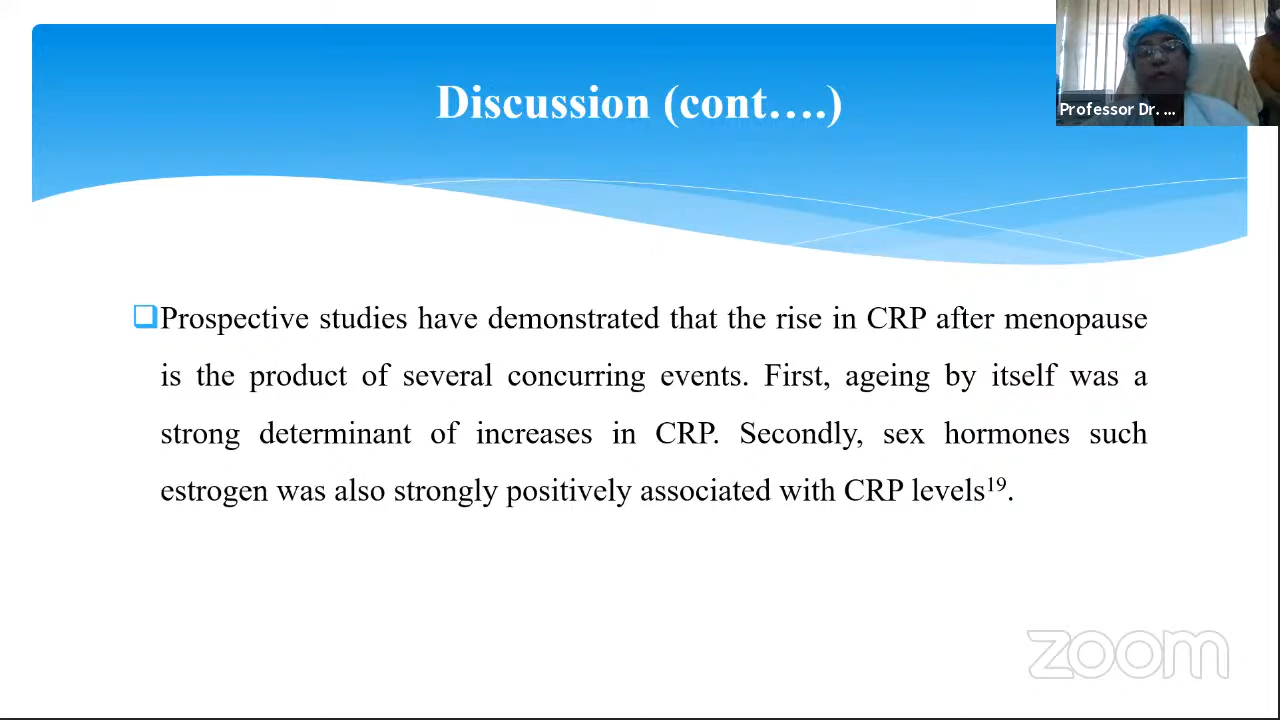 Discussion (cont….)
Professor Dr. ...
Prospective studies have demonstrated that the rise in CRP after menopause
is the product of several concurring events. First, ageing by itself was a
strong determinant of increases in CRP. Secondly, sex hormones such
estrogen was also strongly positively associated with CRP levels¹⁹.
zoom